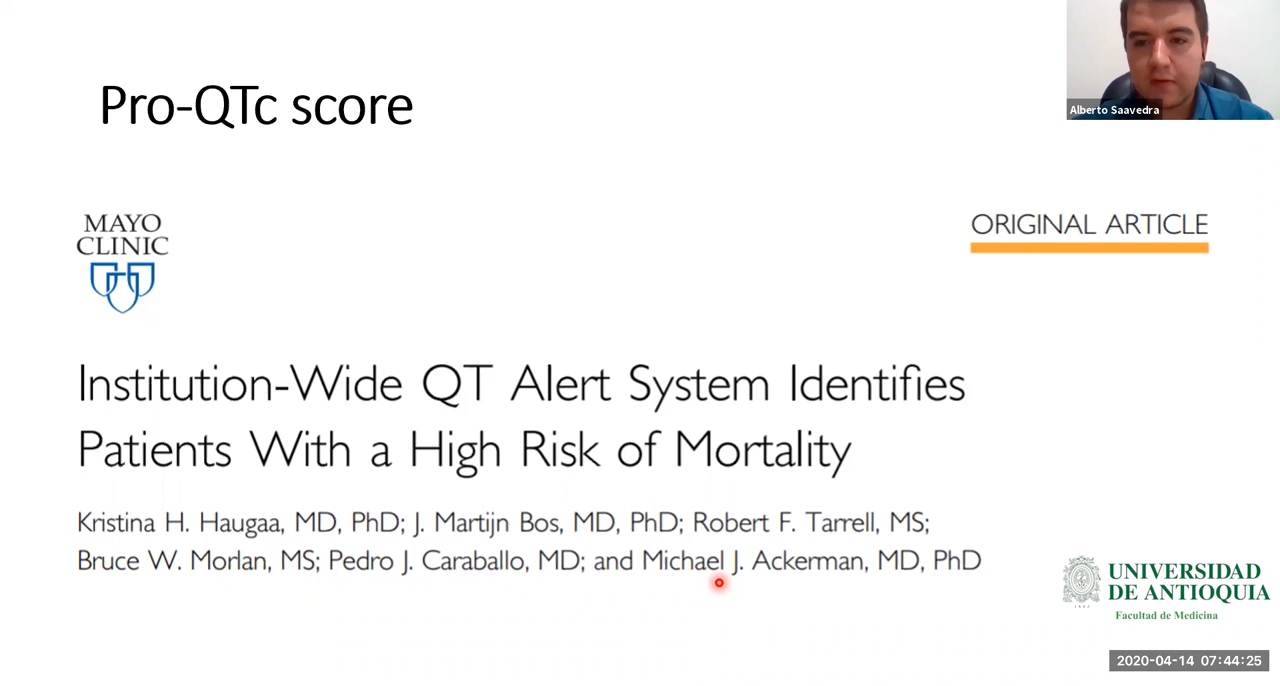 Pro-QTc score
Alberto Saavedra
MAYO
CLINIC
ORIGINAL ARTICLE
Institution-Wide QT Alert System Identifies
Patients With a High Risk of Mortality
Kristina H. Haugaa, MD, PhD; J. Martijn Bos, MD, PhD; Robert F. Tarrell, MS;
Bruce W. Morlan, MS; Pedro J. Caraballo, MD; and Michael J. Ackerman, MD, PhD
UNIVERSIDAD
DE ANTIOQUIA
Facultad de Medicina
2020-04-14 07:44:25